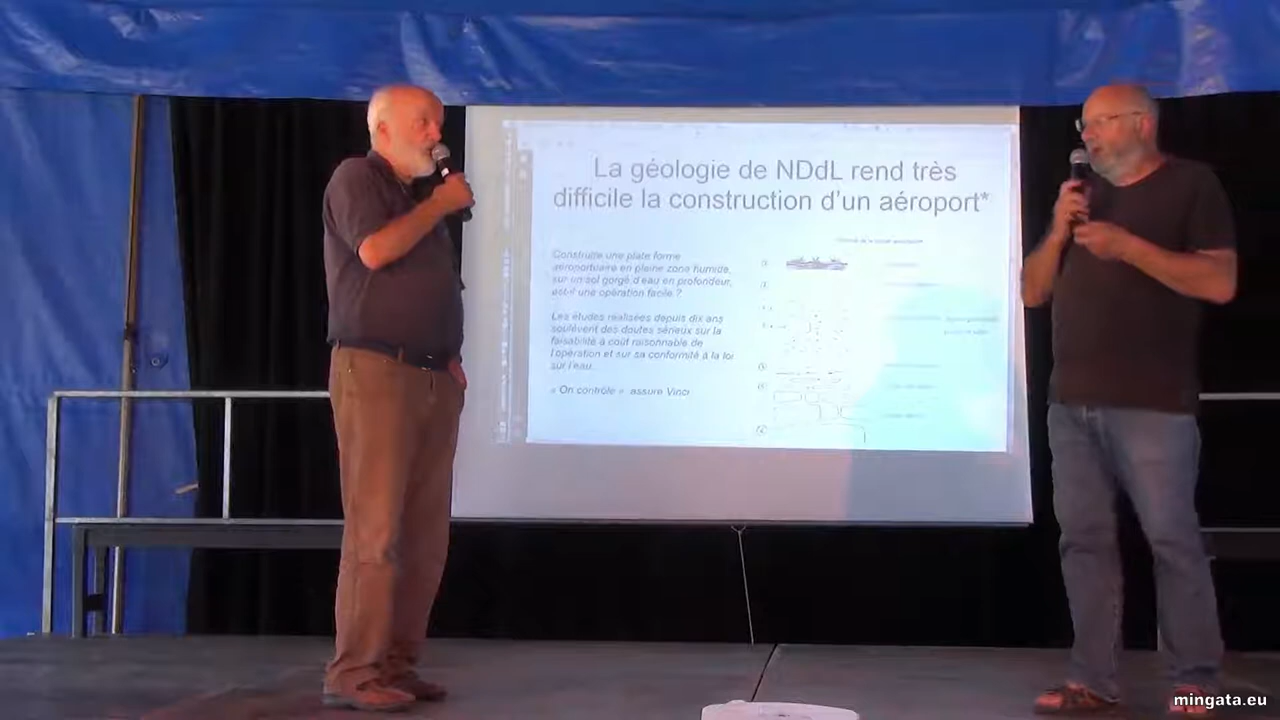 La géologie de NDdL rend très
difficile la construction d'un aéroport*
Construire une plate forme
aéroportuaire en pleine zone humide,
sur un sol gorgé d'eau en profondeur,
est-il une opération facile ?
Les études réalisées depuis dix ans
soulèvent des doutes sérieux sur la
faisabilité à coût raisonnable de
l'opération et sur sa conformité à la loi
sur l'eau...
« On contrôle » assure Vinci
mingata.eu